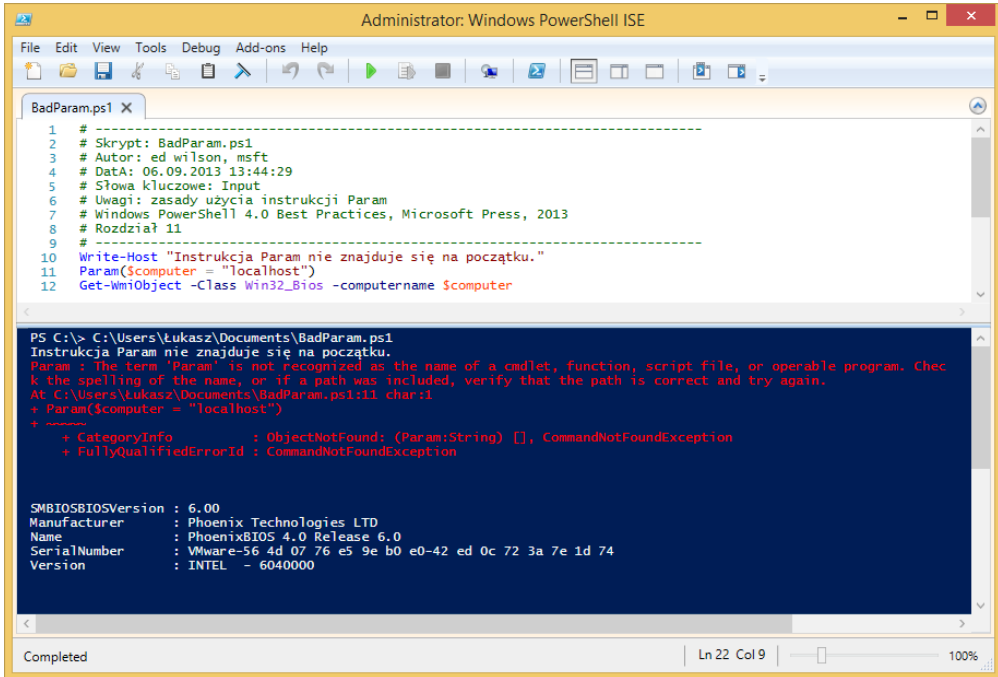 Administrator: Windows PowerShell ISE
File Edit View Tools Debug Add-ons Help
BadParam.ps1
1 # -----------------------------------------------------------------------------
2 # Skrypt: BadParam.ps1
3 # Autor: ed wilson, msft
4 # DatA: 06.09.2013 13:44:29
5 # Słowa kluczowe: Input
6 # Uwagi: zasady użycia instrukcji Param
7 # Windows PowerShell 4.0 Best Practices, Microsoft Press, 2013
8 # Rozdział 11
9 # -----------------------------------------------------------------------------
10 Write-Host "Instrukcja Param nie znajduje się na początku."
11 Param($computer = "localhost")
12 Get-WmiObject -Class Win32_Bios -computername $computer
PS C:\> C:\Users\Łukasz\Documents\BadParam.ps1
Instrukcja Param nie znajduje się na początku.
Param : The term 'Param' is not recognized as the name of a cmdlet, function, script file, or operable program. Chec
k the spelling of the name, or if a path was included, verify that the path is correct and try again.
At C:\Users\Łukasz\Documents\BadParam.ps1:11 char:1
+ Param($computer = "localhost")
+ ~~~~~
+ CategoryInfo : ObjectNotFound: (Param:String) [], CommandNotFoundException
+ FullyQualifiedErrorId : CommandNotFoundException
SMBIOSBIOSVersion : 6.00
Manufacturer : Phoenix Technologies LTD
Name : PhoenixBIOS 4.0 Release 6.0
SerialNumber : VMware-56 4d 07 76 e5 9e b0 e0-42 ed 0c 72 3a 7e 1d 74
Version : INTEL - 6040000
Completed
Ln 22 Col 9
100%